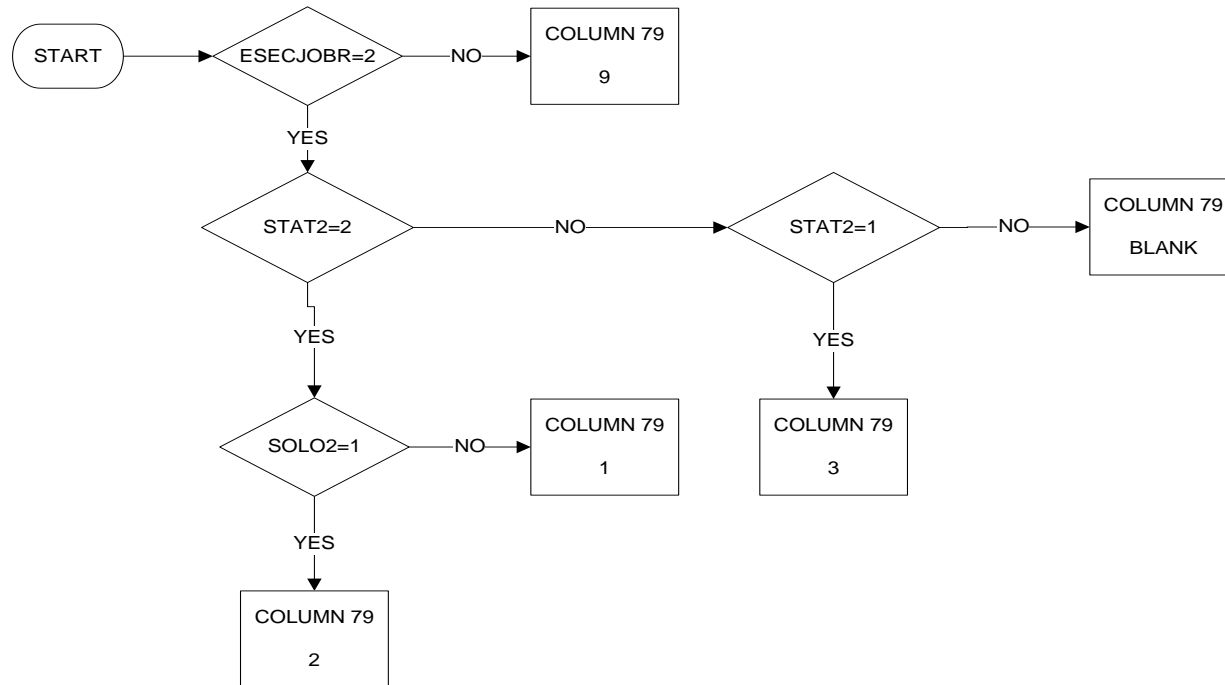 START
ESECJOBR=2
NO
COLUMN 79
9
YES
STAT2=2
NO
STAT2=1
NO
COLUMN 79
BLANK
YES
YES
SOLO2=1
NO
COLUMN 79
1
COLUMN 79
3
YES
COLUMN 79
2